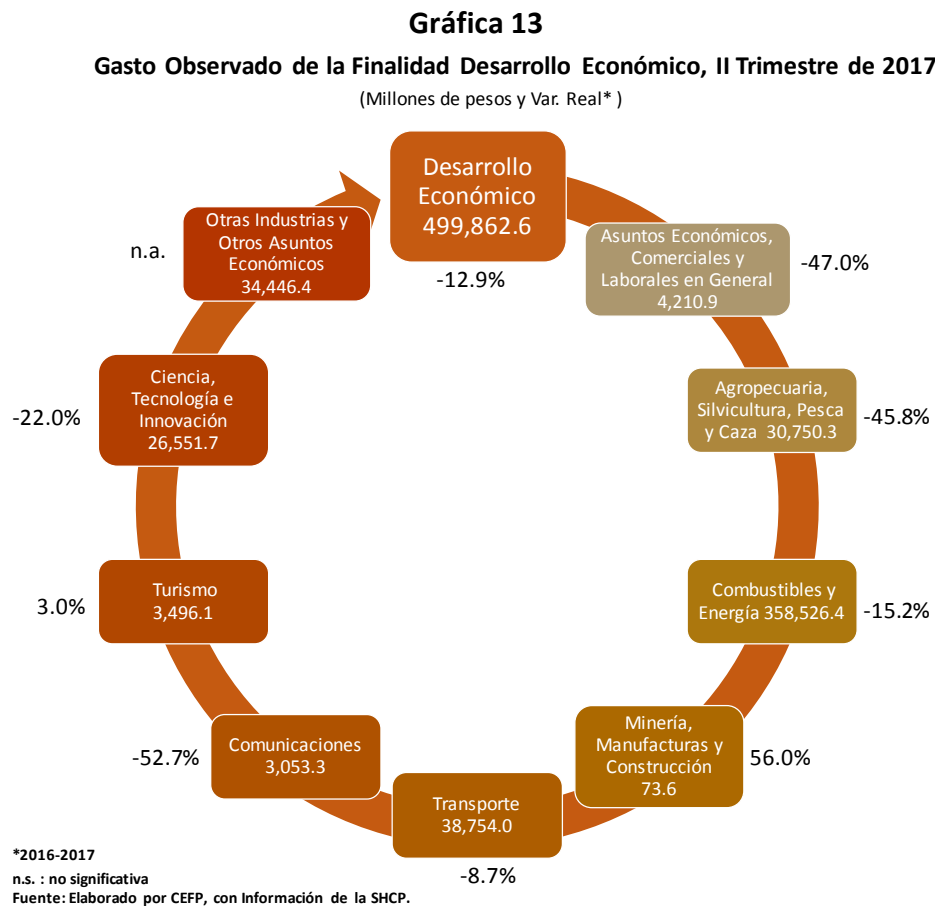 Gráfica 13
Gasto Observado de la Finalidad Desarrollo Económico, II Trimestre de 2017
(Millones de pesos y Var. Real* )
Desarrollo
Económico
499,862.6
-12.9%
Asuntos Económicos,
Comerciales y
Laborales en General
4,210.9
-47.0%
Agropecuaria,
Silvicultura, Pesca
y Caza 30,750.3
-45.8%
Combustibles y
Energía 358,526.4
-15.2%
Minería,
Manufacturas y
Construcción
73.6
56.0%
Transporte
38,754.0
-8.7%
Comunicaciones
3,053.3
-52.7%
Turismo
3,496.1
3.0%
Ciencia,
Tecnología e
Innovación
26,551.7
-22.0%
Otras Industrias y
Otros Asuntos
Económicos
34,446.4
n.a.
*2016-2017
n.s. : no significativa
Fuente: Elaborado por CEFP, con Información de la SHCP.